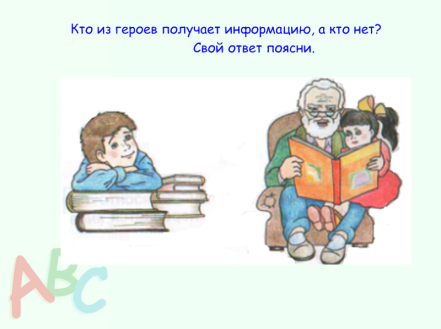 Кто из героев получает информацию, а кто нет?
Свой ответ поясни.
ABC